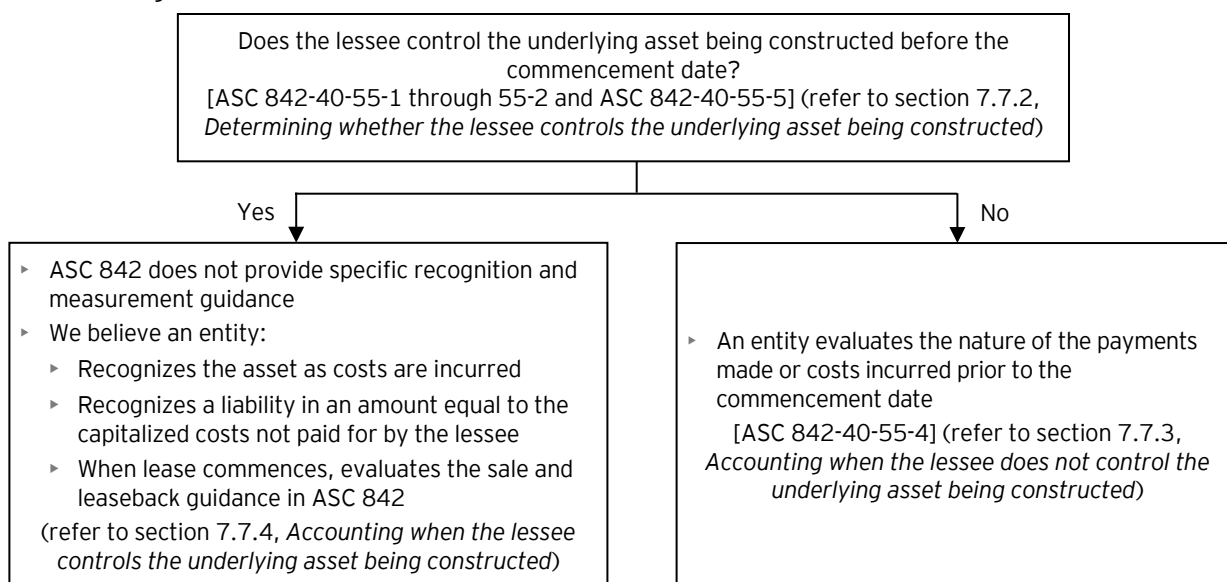 Does the lessee control the underlying asset being constructed before the
commencement date?
[ASC 842-40-55-1 through 55-2 and ASC 842-40-55-5] (refer to section 7.7.2,
Determining whether the lessee controls the underlying asset being constructed)
Yes
No
▸ ASC 842 does not provide specific recognition and
measurement guidance
▸ We believe an entity:
▸ Recognizes the asset as costs are incurred
▸ Recognizes a liability in an amount equal to the
capitalized costs not paid for by the lessee
▸ When lease commences, evaluates the sale and
leaseback guidance in ASC 842
(refer to section 7.7.4, Accounting when the lessee
controls the underlying asset being constructed)
▸ An entity evaluates the nature of the payments
made or costs incurred prior to the
commencement date
[ASC 842-40-55-4] (refer to section 7.7.3,
Accounting when the lessee does not control the
underlying asset being constructed)